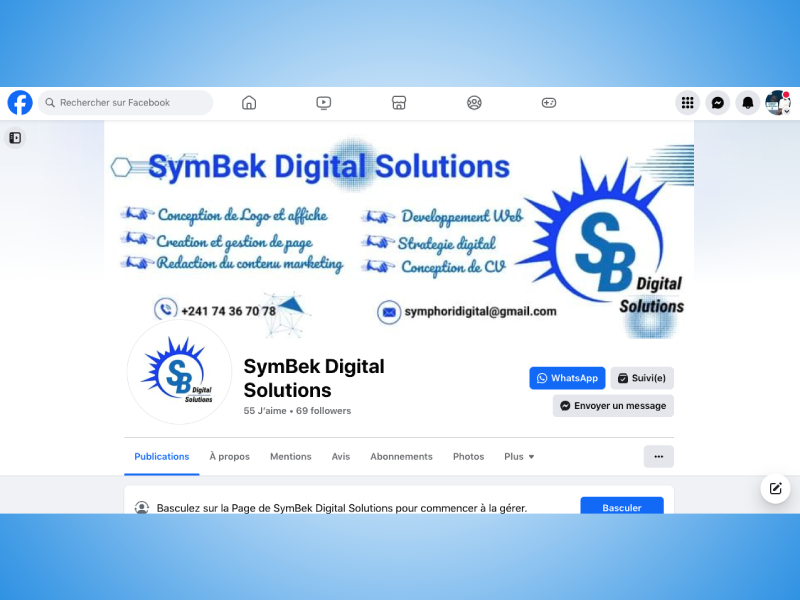 Rechercher sur Facebook
SymBek Digital Solutions
Conception de Logo et affiche
Creation et gestion de page
Redaction du contenu marketing
Developpement Web
Strategie digital
Conception de CV
+241 74 36 70 78
symphoridigital@gmail.com
SB
Digital
Solutions
SB
Digital
Solutions
SymBek Digital
Solutions
55 J’aime • 69 followers
WhatsApp
Suivi(e)
Envoyer un message
Publications À propos Mentions Avis Abonnements Photos Plus
Basculez sur la Page de SymBek Digital Solutions pour commencer à la gérer.
Basculer